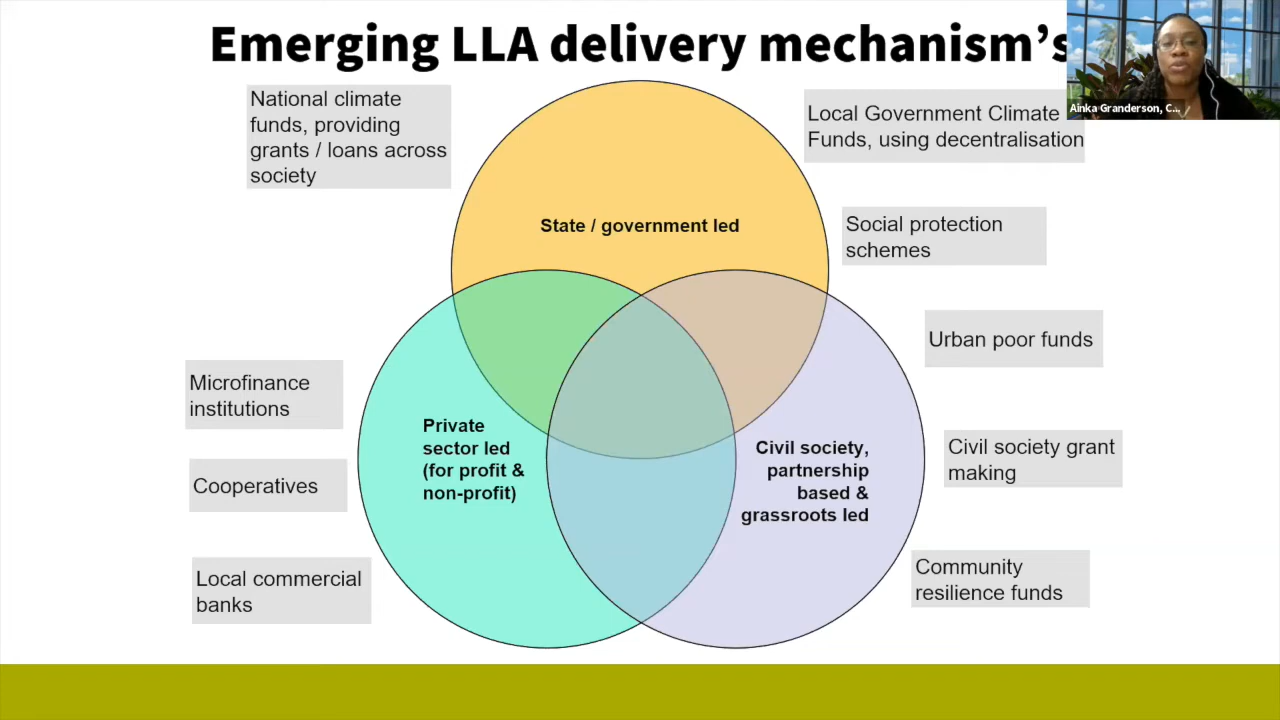 Emerging LLA delivery mechanism's
Ainka Granderson, C...
National climate
funds, providing
grants / loans across
society
Local Government Climate
Funds, using decentralisation
State / government led
Social protection
schemes
Urban poor funds
Microfinance
institutions
Private
sector led
(for profit &
non-profit)
Civil society,
partnership
based &
grassroots led
Civil society grant
making
Cooperatives
Local commercial
banks
Community
resilience funds